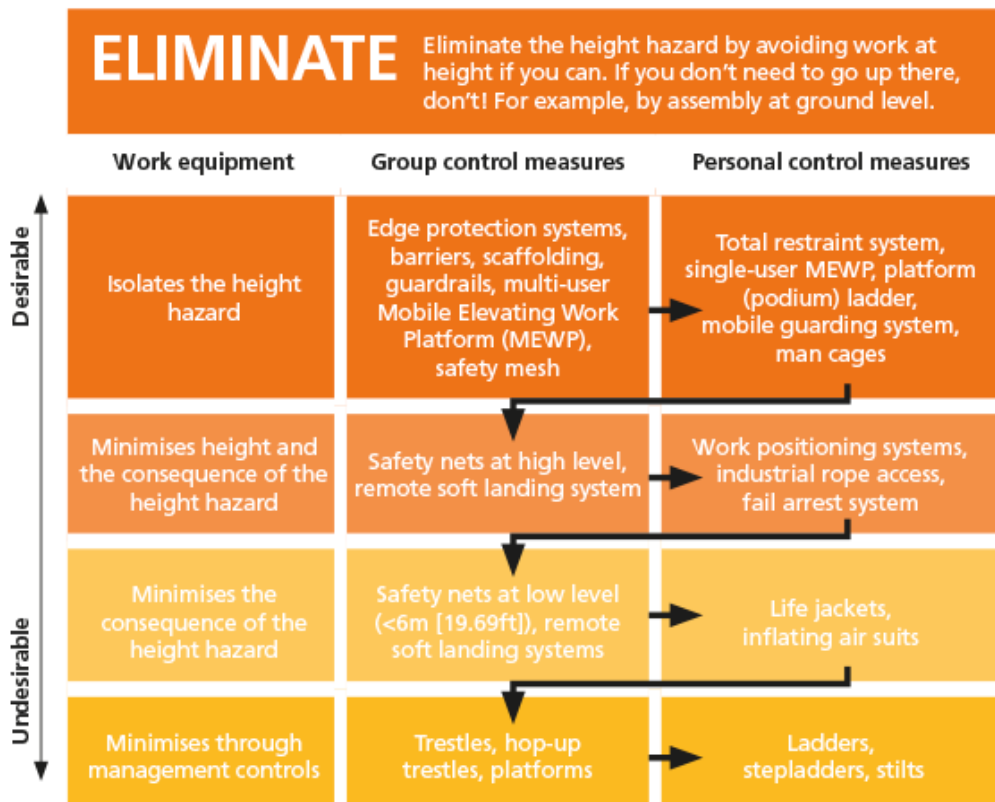 ELIMINATE
Eliminate the height hazard by avoiding work at
height if you can. If you don't need to go up there,
don't! For example, by assembly at ground level.
Work equipment
Group control measures
Personal control measures
Desirable
Undesirable
Isolates the height
hazard
Edge protection systems,
barriers, scaffolding,
guardrails, multi-user
Mobile Elevating Work
Platform (MEWP),
safety mesh
Total restraint system,
single-user MEWP, platform
(podium) ladder,
mobile guarding system,
man cages
Minimises height and
the consequence of the
height hazard
Safety nets at high level,
remote soft landing system
Work positioning systems,
industrial rope access,
fail arrest system
Minimises the
consequence of the
height hazard
Safety nets at low level
(<6m [19.69ft]), remote
soft landing systems
Life jackets,
inflating air suits
Minimises through
management controls
Trestles, hop-up
trestles, platforms
Ladders,
stepladders, stilts